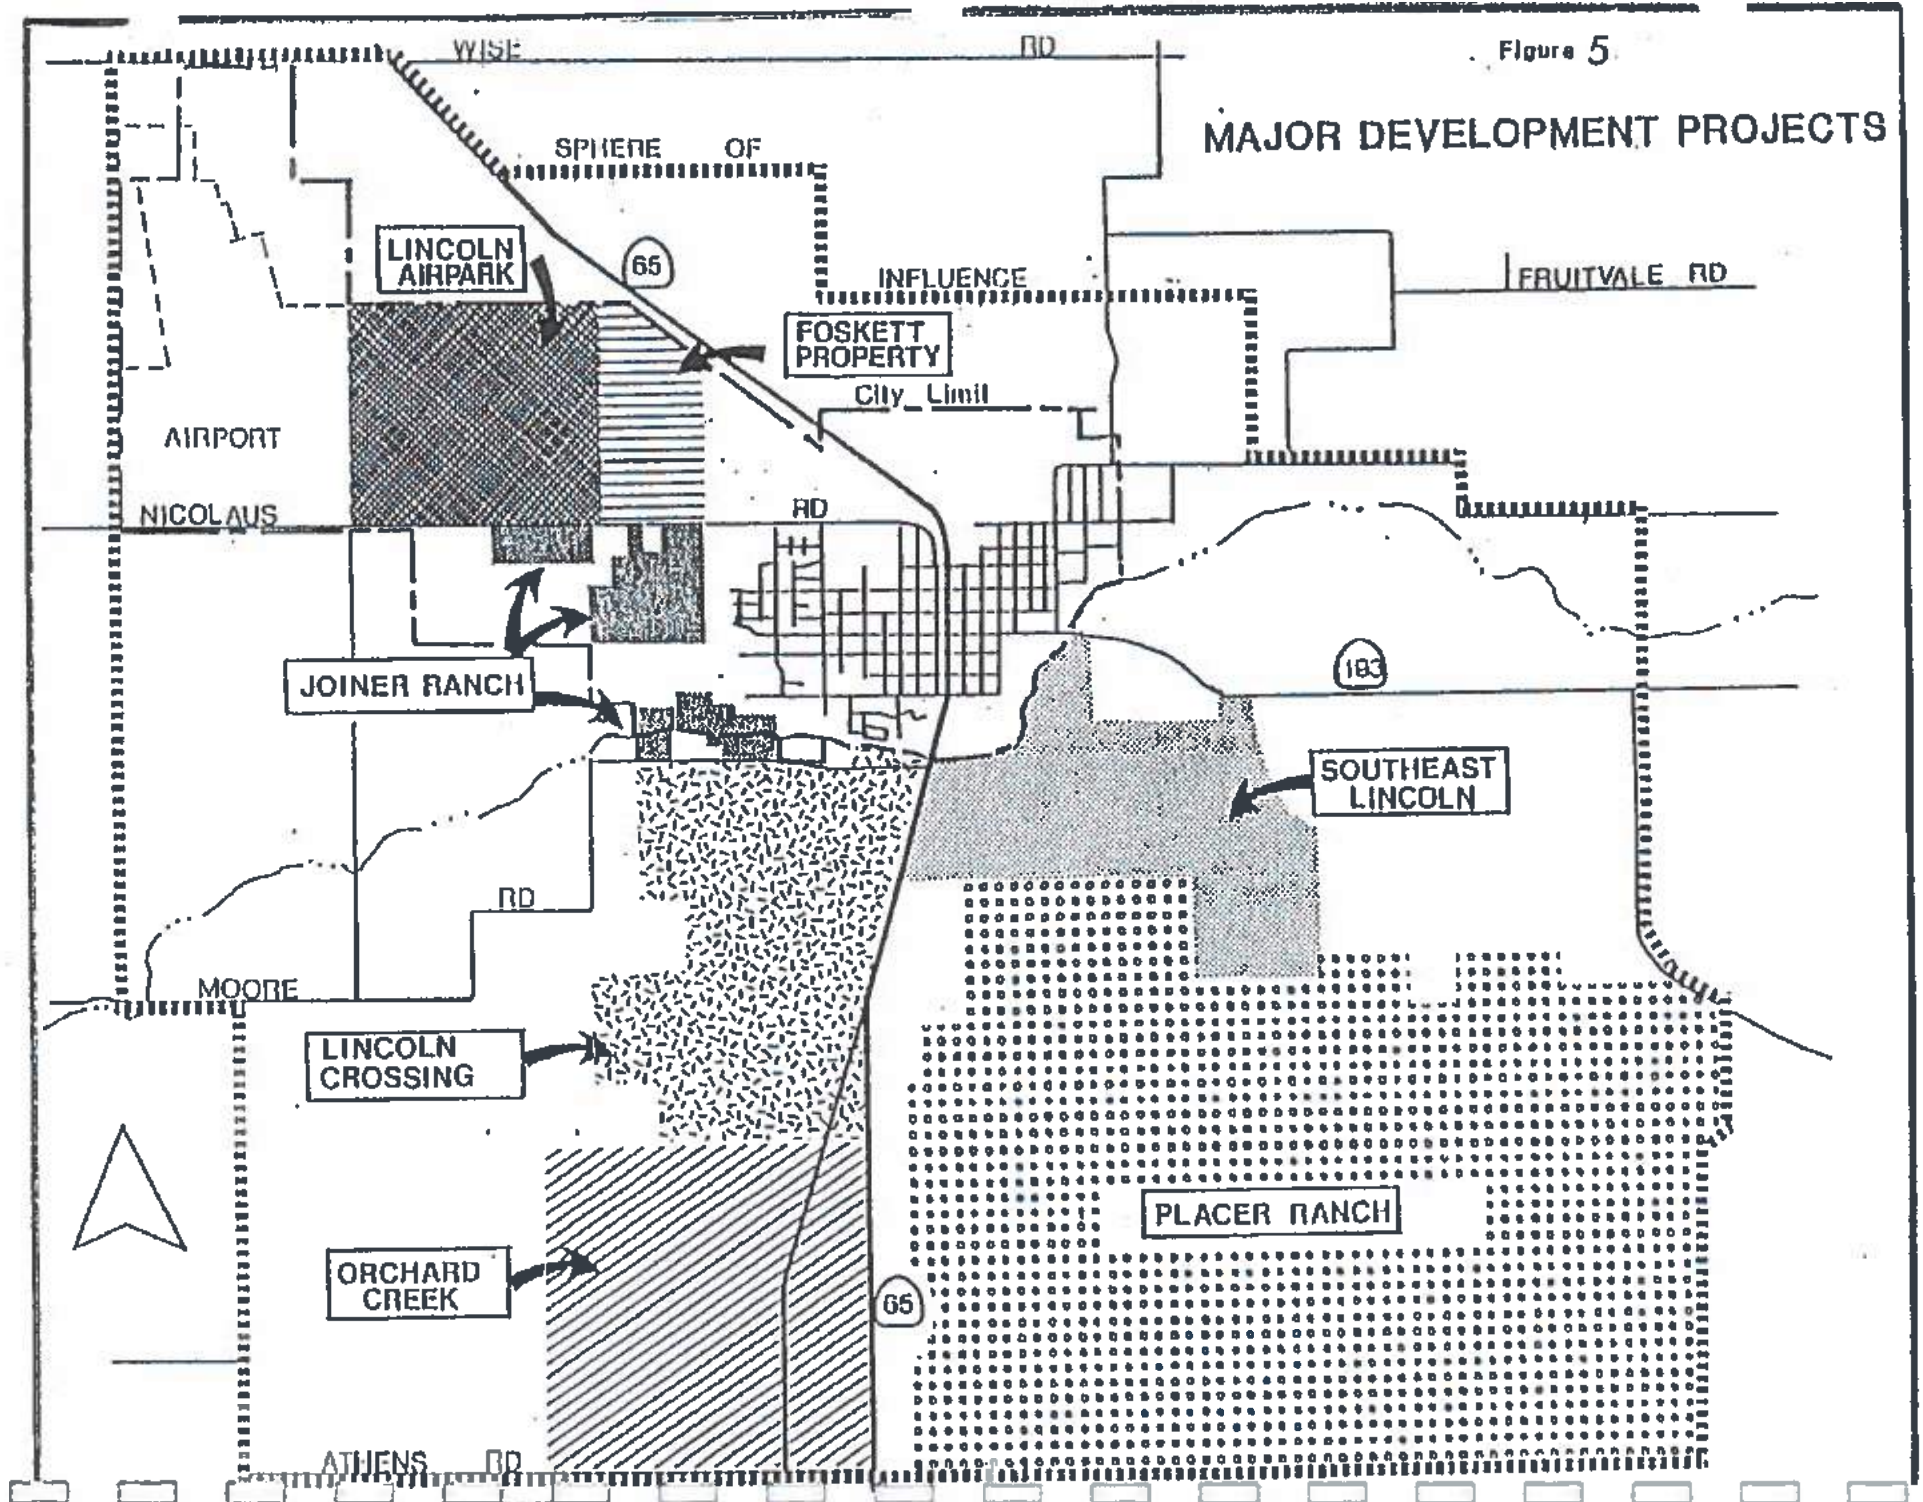 Figure 5
MAJOR DEVELOPMENT PROJECTS
WISE RD
SPHERE OF
INFLUENCE
LINCOLN
AIRPARK
65
FOSKETT
PROPERTY
FRUITVALE RD
City Limit
AIRPORT
NICOLAUS RD
JOINER RANCH
193
SOUTHEAST
LINCOLN
MOORE RD
LINCOLN
CROSSING
PLACER RANCH
ORCHARD
CREEK
65
ATHENS RD